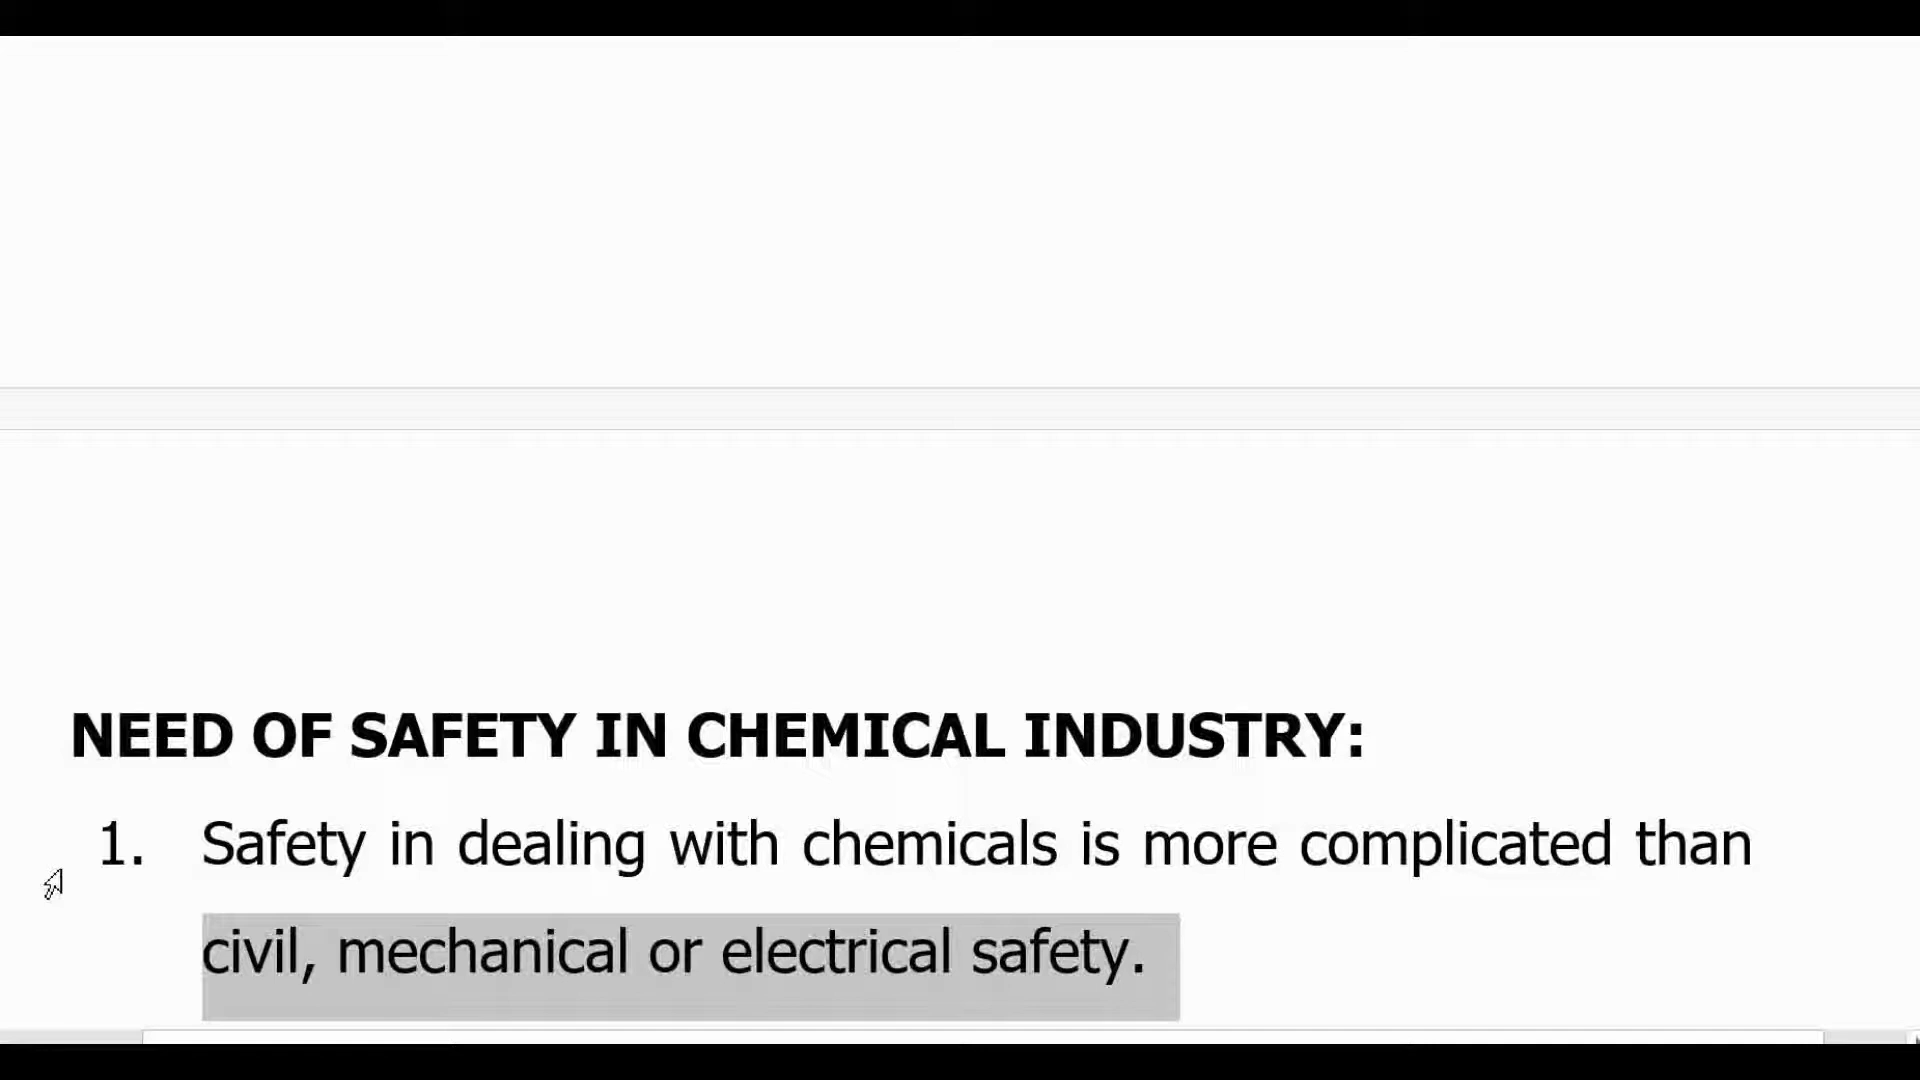 NEED OF SAFETY IN CHEMICAL INDUSTRY:
1. Safety in dealing with chemicals is more complicated than
civil, mechanical or electrical safety.